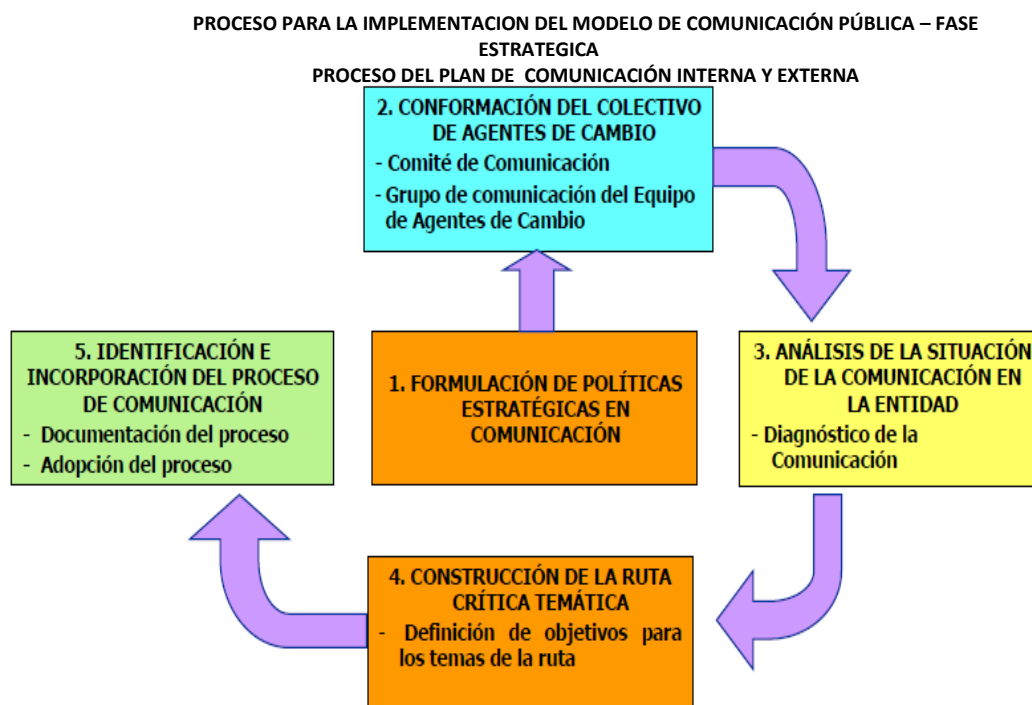 PROCESO PARA LA IMPLEMENTACION DEL MODELO DE COMUNICACIÓN PÚBLICA – FASE
ESTRATEGICA
PROCESO DEL PLAN DE COMUNICACIÓN INTERNA Y EXTERNA
2. CONFORMACIÓN DEL COLECTIVO
DE AGENTES DE CAMBIO
- Comité de Comunicación
- Grupo de comunicación del Equipo
de Agentes de Cambio
1. FORMULACIÓN DE POLÍTICAS
ESTRATÉGICAS EN
COMUNICACIÓN
3. ANÁLISIS DE LA SITUACIÓN
DE LA COMUNICACIÓN EN
LA ENTIDAD
- Diagnóstico de la
Comunicación
4. CONSTRUCCIÓN DE LA RUTA
CRÍTICA TEMÁTICA
- Definición de objetivos para
los temas de la ruta
5. IDENTIFICACIÓN E
INCORPORACIÓN DEL PROCESO
DE COMUNICACIÓN
- Documentación del proceso
- Adopción del proceso